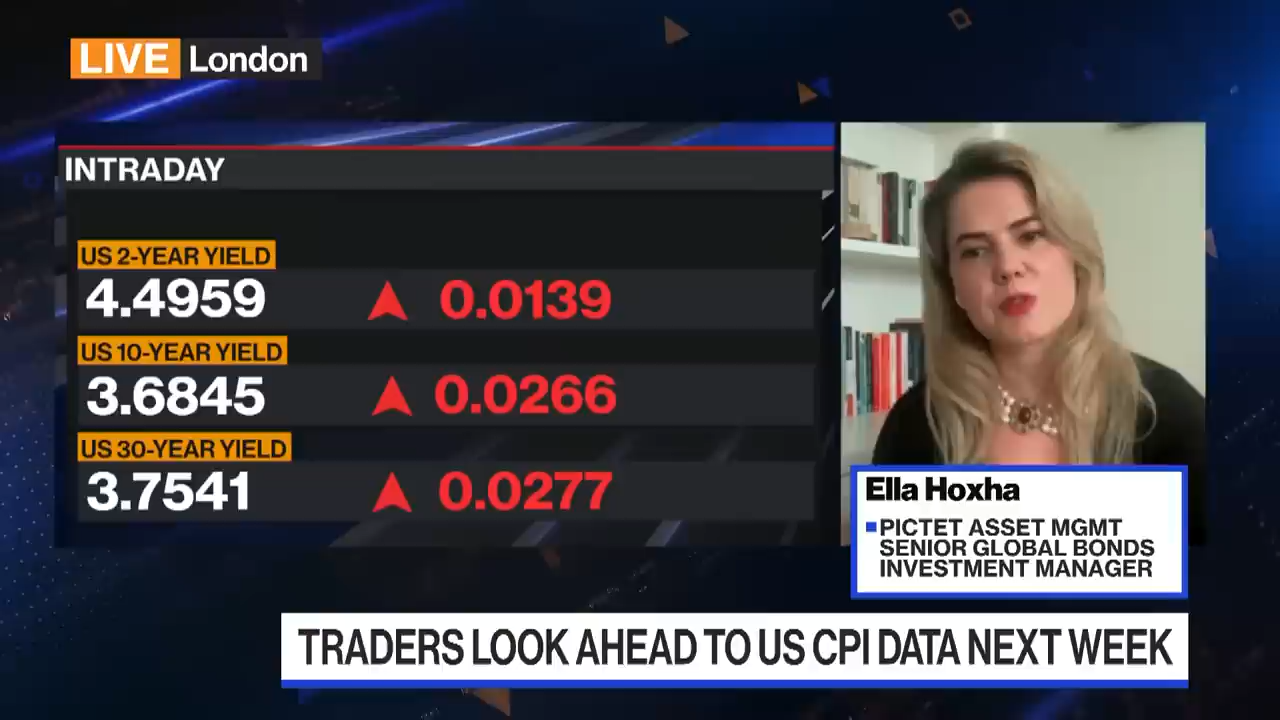 LIVE London
INTRADAY
US 2-YEAR YIELD
4.4959 0.0139
US 10-YEAR YIELD
3.6845 0.0266
US 30-YEAR YIELD
3.7541 0.0277
Ella Hoxha
PICTET ASSET MGMT
SENIOR GLOBAL BONDS
INVESTMENT MANAGER
TRADERS LOOK AHEAD TO US CPI DATA NEXT WEEK